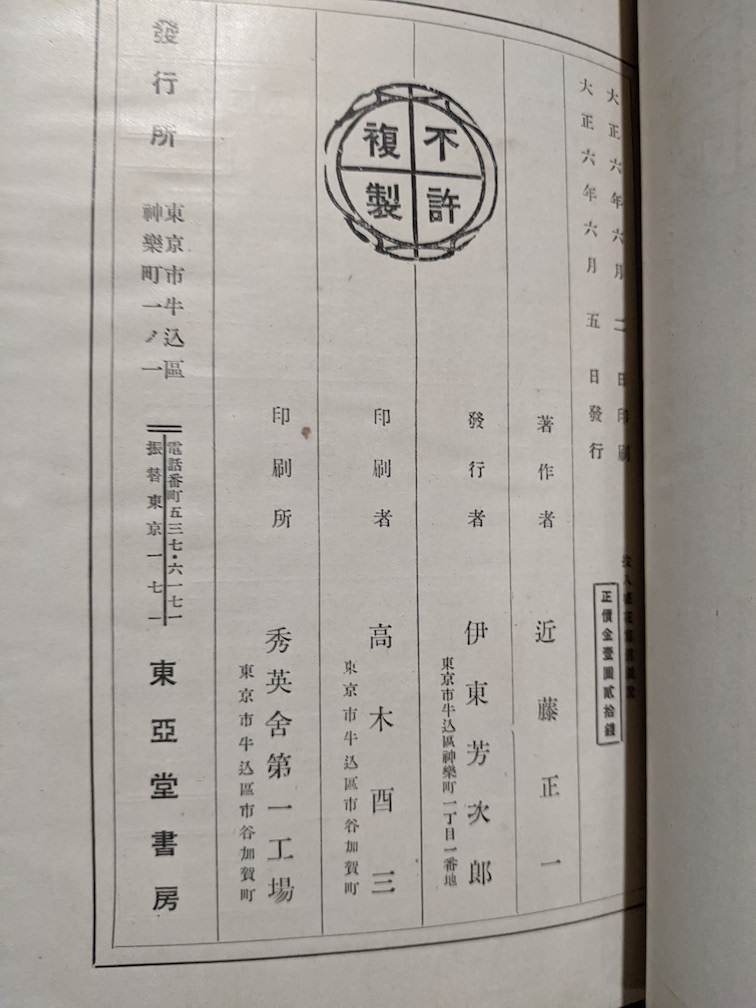 大正六年六月二日印刷
大正六年六月五日發行
正價金壹圓貳拾錢
不許
複製
著作者 近藤正一
發行者 伊東芳次郎
東京市牛込區神樂町一丁目一番地
印刷者 高木酉三
東京市牛込區市谷加賀町
印刷所 秀英舍第一工場
東京市牛込區市谷加賀町
發行所
東京市牛込區
神樂町一ノ一
電話番町五三七・六一七一
振替東京一七一
東亞堂書房